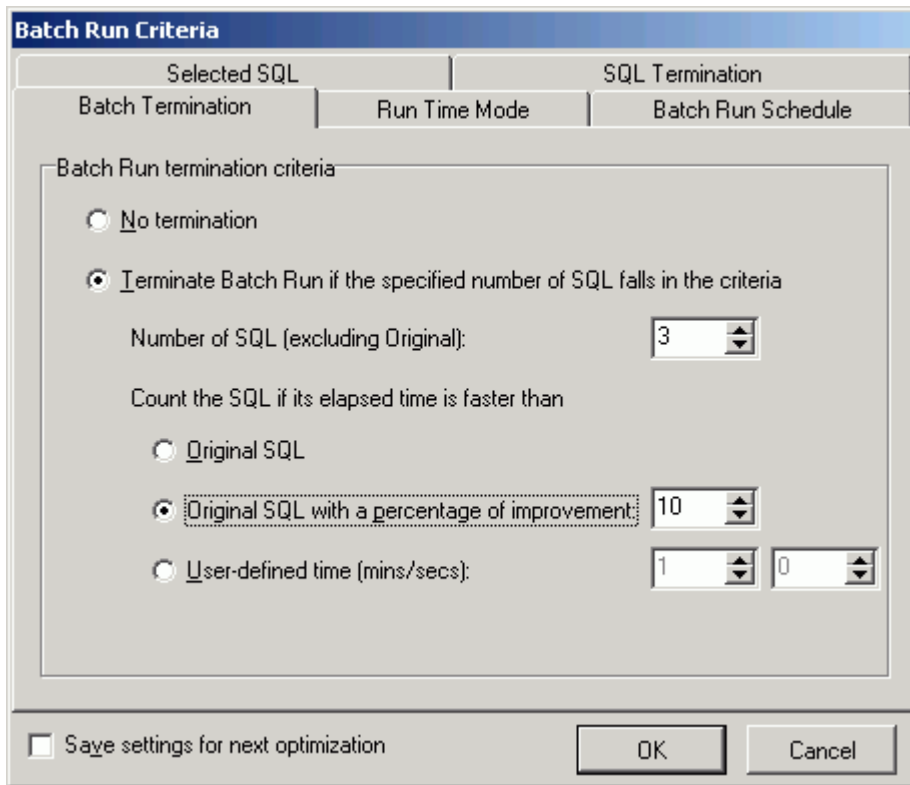 Batch Run Criteria
Selected SQL
SQL Termination
Batch Termination
Run Time Mode
Batch Run Schedule
Batch Run termination criteria
No termination
Terminate Batch Run if the specified number of SQL falls in the criteria
Number of SQL (excluding Original): 3
Count the SQL if its elapsed time is faster than
Original SQL
Original SQL with a percentage of improvement: 10
User-defined time (mins/secs): 1 0
Save settings for next optimization
OK
Cancel